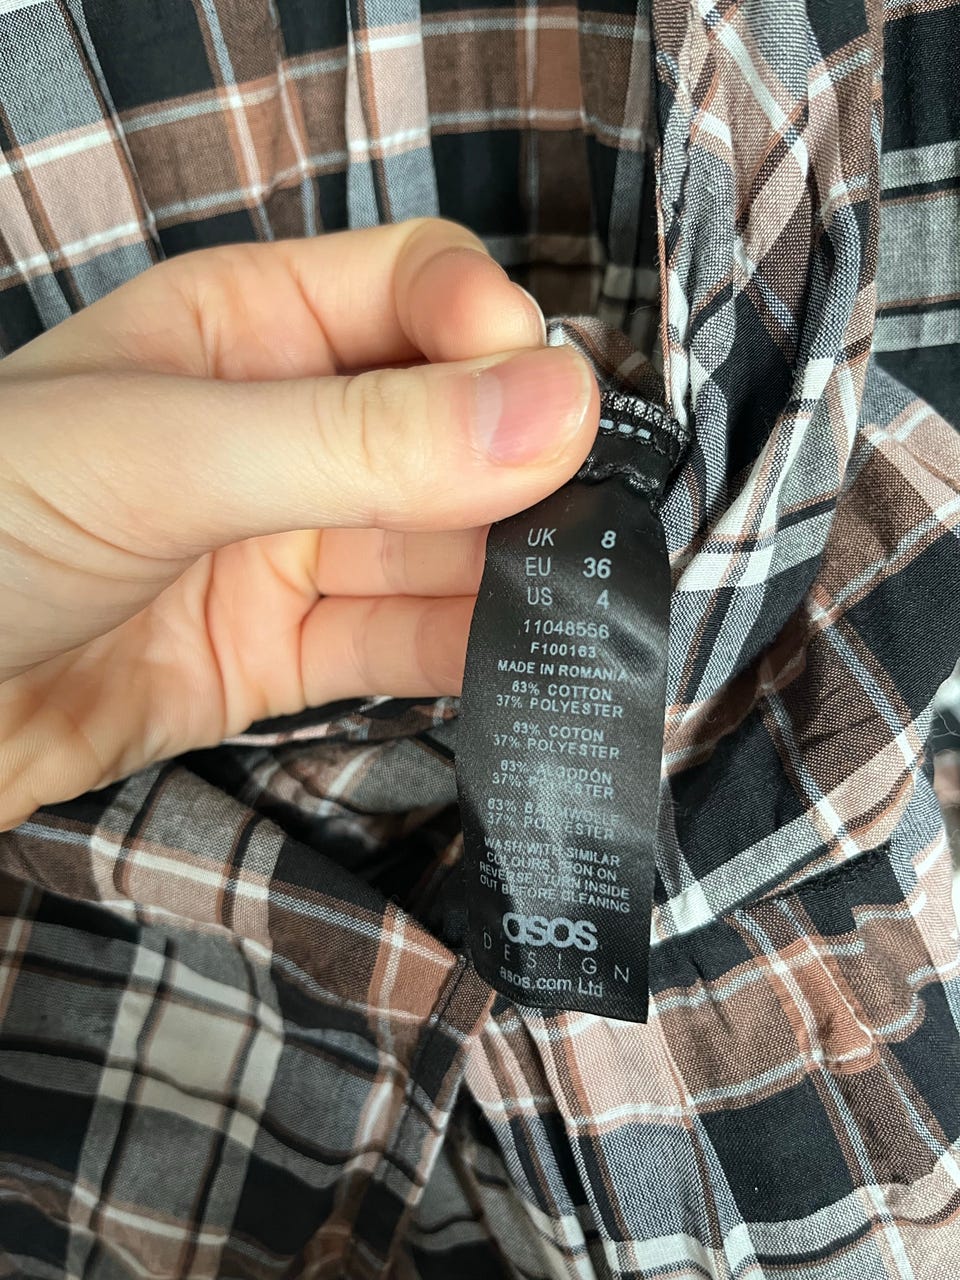 UK 8
EU 36
US 4
11048556
F100163
MADE IN ROMANIA
63% COTTON
37% POLYESTER
63% COTON
37% POLYESTER
63% ALGODÓN
37% POLYESTER
63% BAUMWOLLE
37% POLYESTER
WASH WITH SIMILAR
COLOURS. IRON ON
REVERSE. TURN INSIDE
OUT BEFORE CLEANING
asos
DESIGN
asos.com Ltd